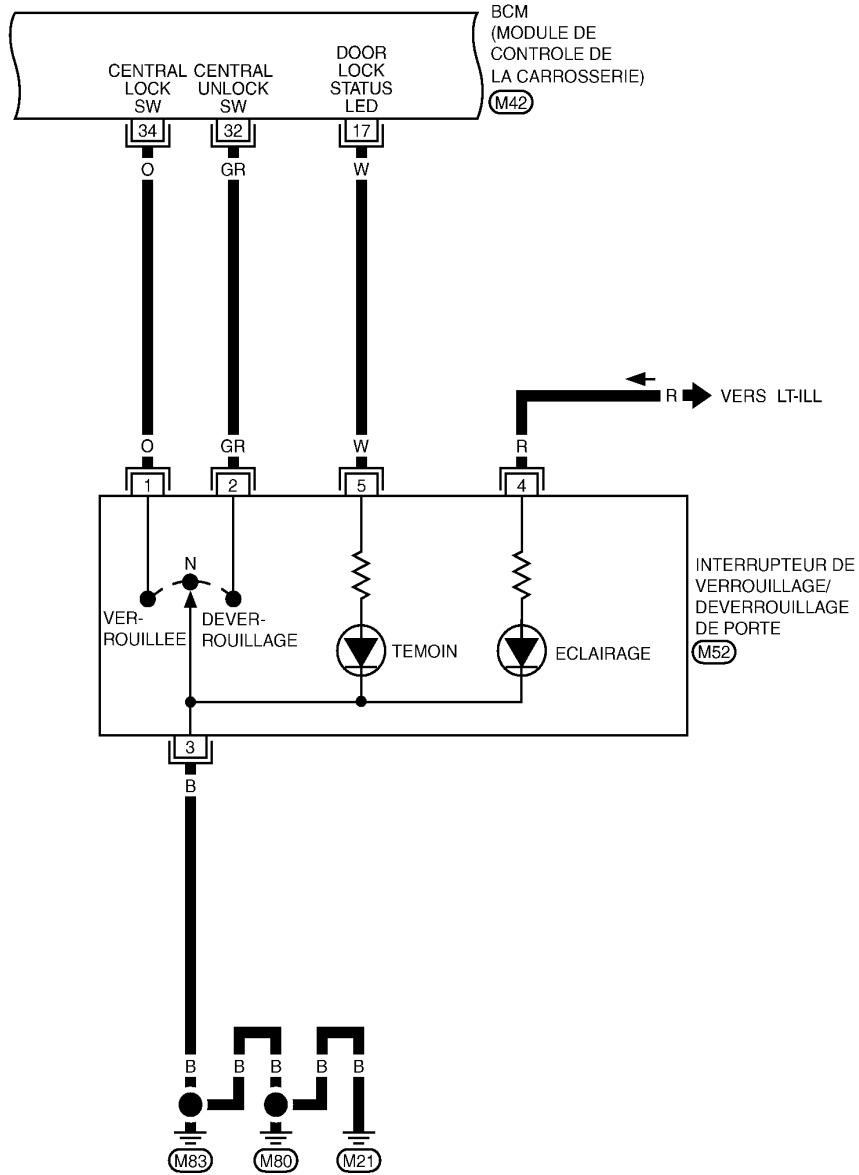 BCM
(MODULE DE
CONTROLE DE
LA CARROSSERIE)
M42
CENTRAL
LOCK
SW
CENTRAL
UNLOCK
SW
DOOR
LOCK
STATUS
LED
34
32
17
O
GR
W
R
VERS LT-ILL
O
GR
W
R
1
2
5
4
N
VER-
ROUILLEE
DEVER-
ROUILLAGE
TEMOIN
ECLAIRAGE
INTERRUPTEUR DE
VERROUILLAGE/
DEVERROUILLAGE
DE PORTE
M52
3
B
B
B
B
B
B
M83
M80
M21